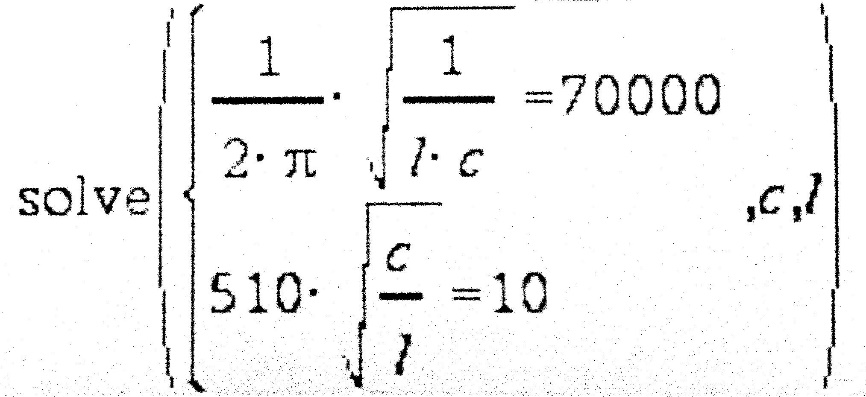 solve({1/(2·π)·√(1/(l·c))=70000
510·√(c/l)=10 ,c,l)